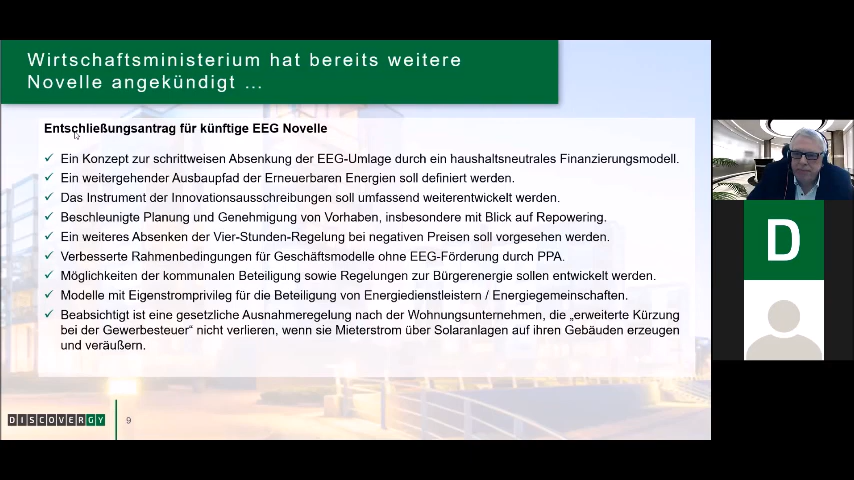 Wirtschaftsministerium hat bereits weitere
Novelle angekündigt ...
Entschließungsantrag für künftige EEG Novelle
✓ Ein Konzept zur schrittweisen Absenkung der EEG-Umlage durch ein haushaltsneutrales Finanzierungsmodell.
✓ Ein weitergehender Ausbaupfad der Erneuerbaren Energien soll definiert werden.
✓ Das Instrument der Innovationsausschreibungen soll umfassend weiterentwickelt werden.
✓ Beschleunigte Planung und Genehmigung von Vorhaben, insbesondere mit Blick auf Repowering.
✓ Ein weiteres Absenken der Vier-Stunden-Regelung bei negativen Preisen soll vorgesehen werden.
✓ Verbesserte Rahmenbedingungen für Geschäftsmodelle ohne EEG-Förderung durch PPA.
✓ Möglichkeiten der kommunalen Beteiligung sowie Regelungen zur Bürgerenergie sollen entwickelt werden.
✓ Modelle mit Eigenstromprivileg für die Beteiligung von Energiedienstleistern / Energiegemeinschaften.
✓ Beabsichtigt ist eine gesetzliche Ausnahmeregelung nach der Wohnungsunternehmen, die „erweiterte Kürzung
bei der Gewerbesteuer“ nicht verlieren, wenn sie Mieterstrom über Solaranlagen auf ihren Gebäuden erzeugen
und veräußern.
DISCOVERGY
9
D